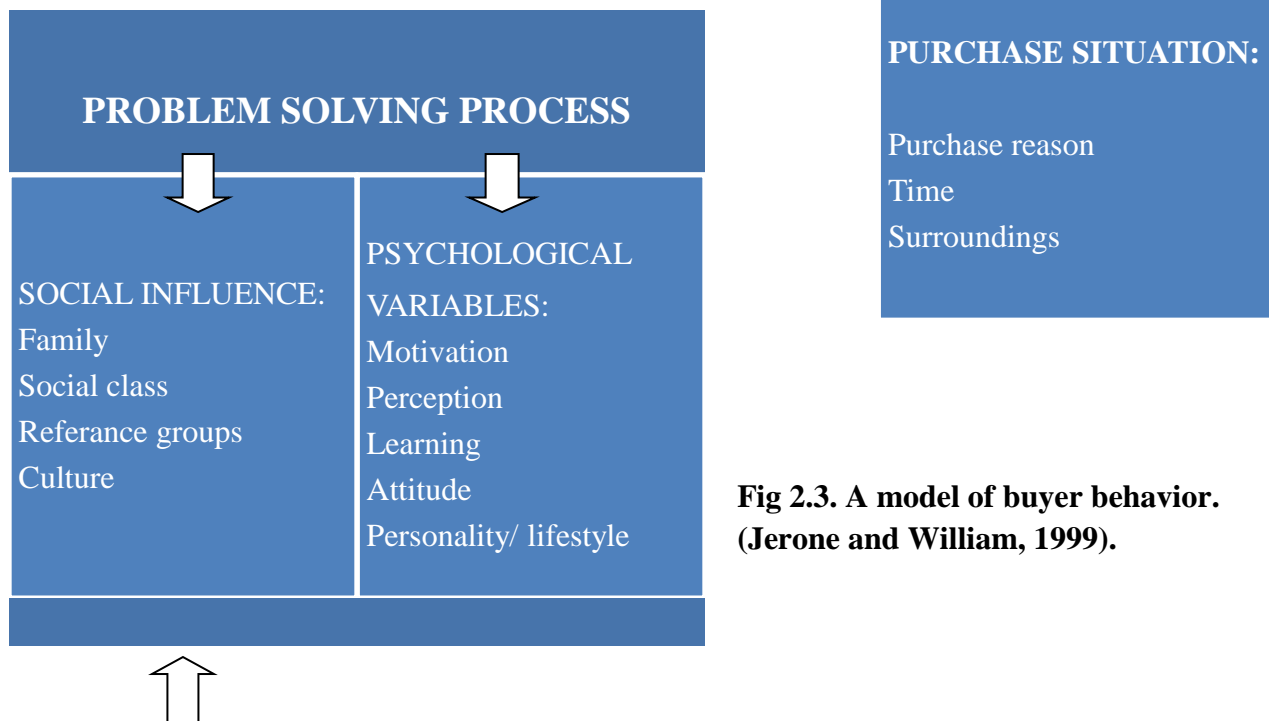 PROBLEM SOLVING PROCESS
SOCIAL INFLUENCE:
Family
Social class
Referance groups
Culture
PSYCHOLOGICAL
VARIABLES:
Motivation
Perception
Learning
Attitude
Personality/ lifestyle
PURCHASE SITUATION:
Purchase reason
Time
Surroundings
Fig 2.3. A model of buyer behavior.
(Jerone and William, 1999).